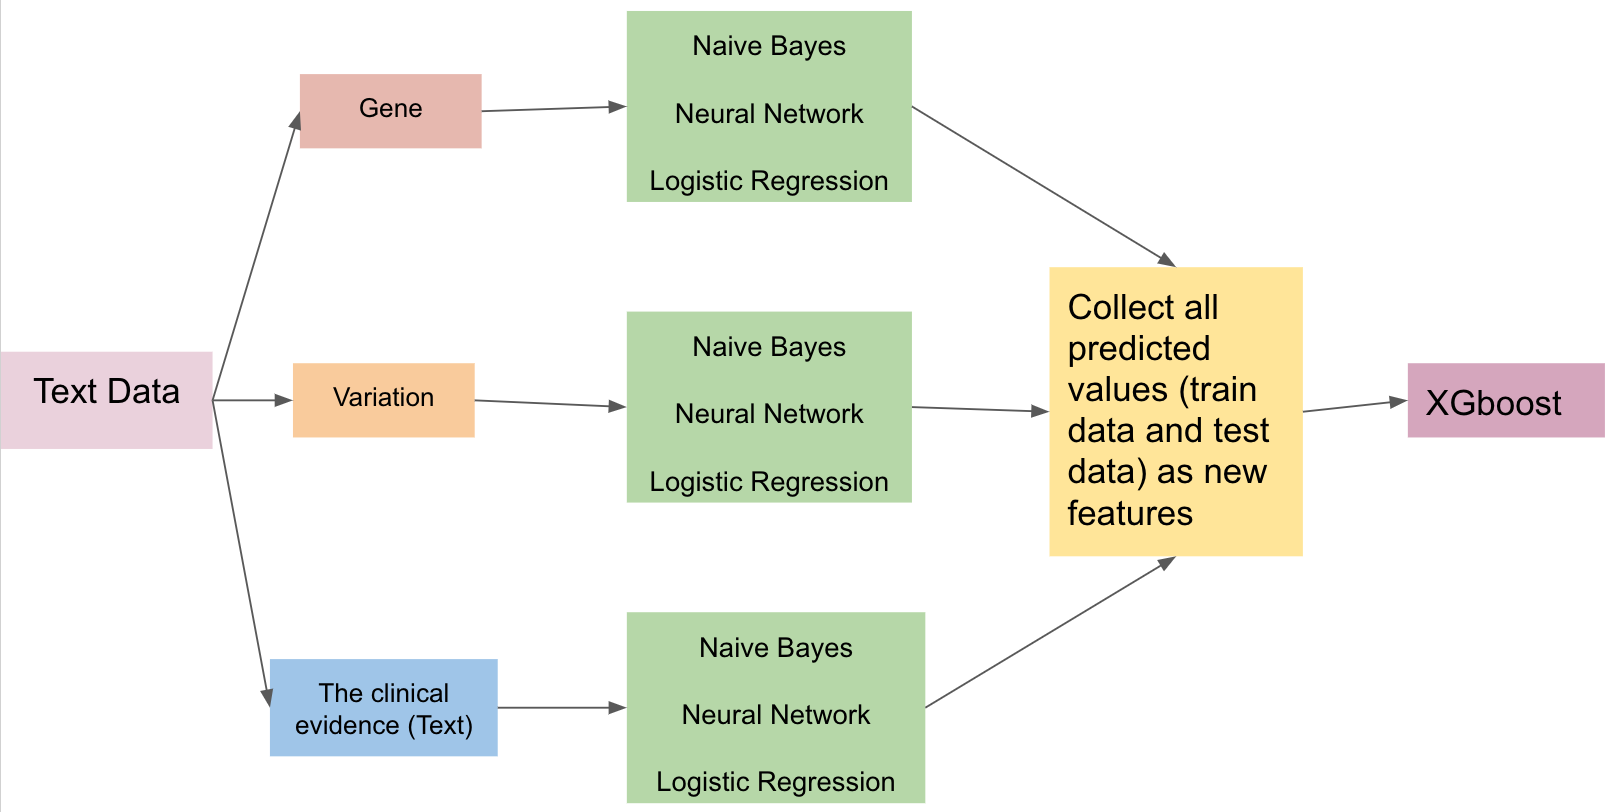 Text Data
Gene
Variation
The clinical
evidence (Text)
Naive Bayes
Neural Network
Logistic Regression
Naive Bayes
Neural Network
Logistic Regression
Naive Bayes
Neural Network
Logistic Regression
Collect all
predicted
values (train
data and test
data) as new
features
XGboost